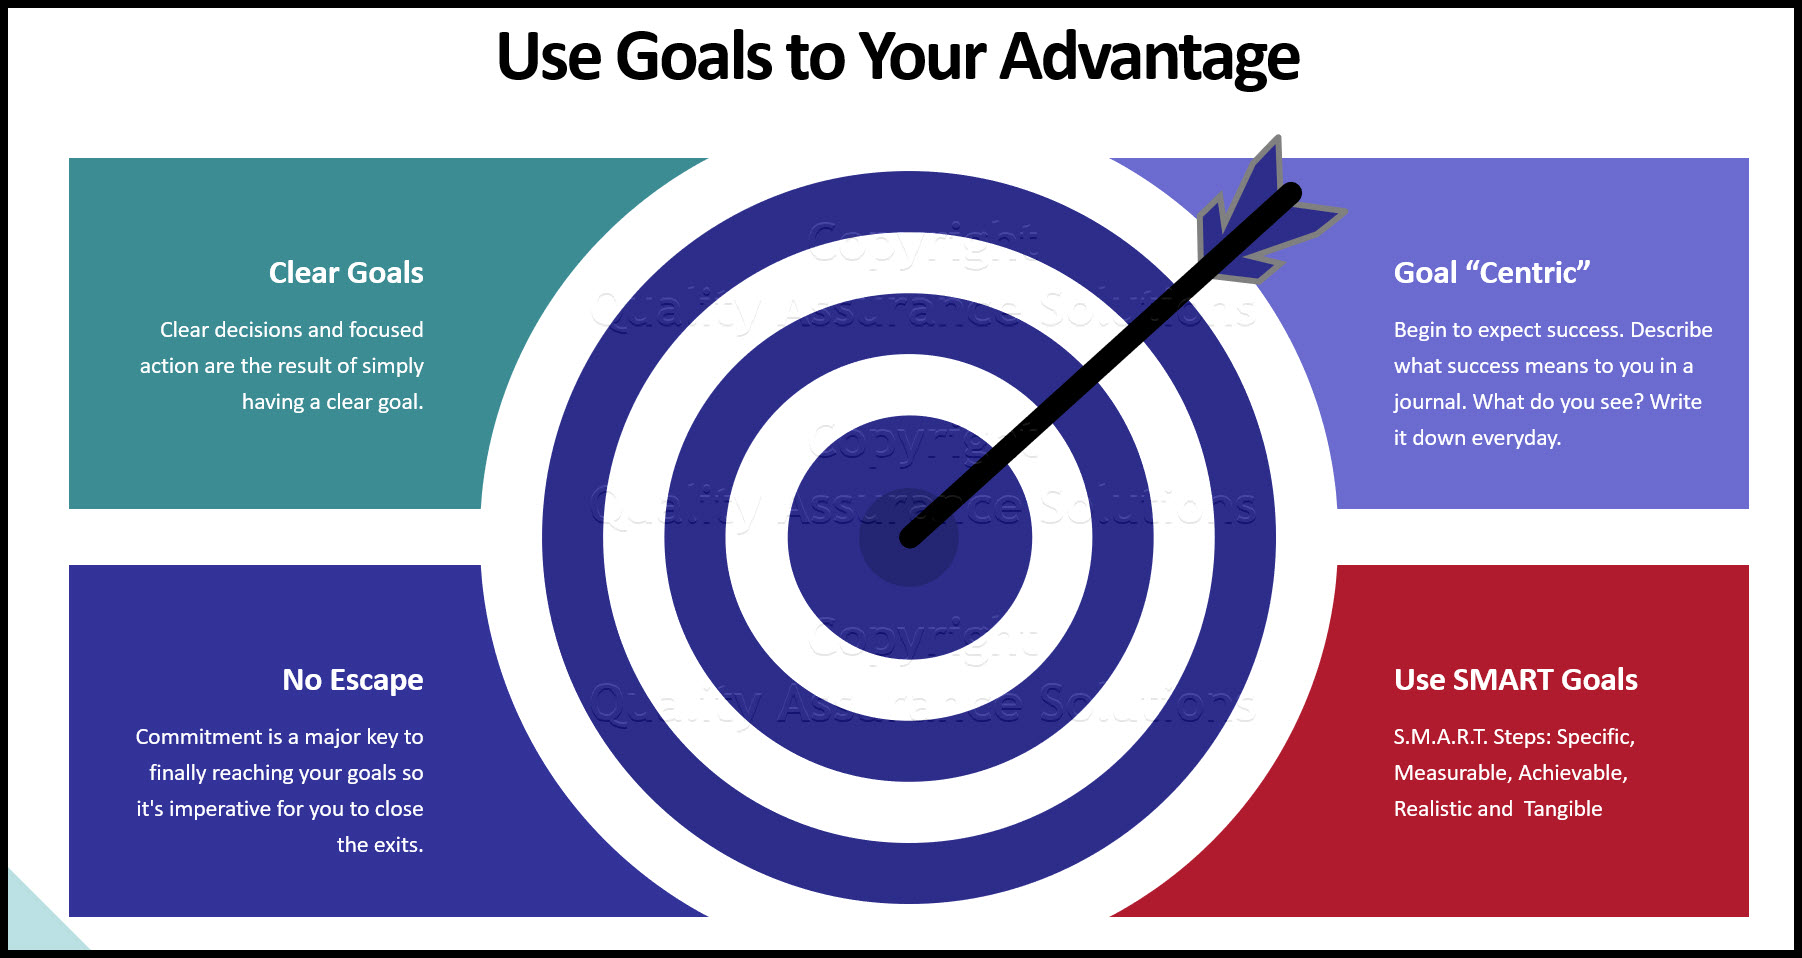 Use Goals to Your Advantage
Clear Goals
Clear decisions and focused
action are the result of simply
having a clear goal.
Goal “Centric”
Begin to expect success. Describe
what success means to you in a
journal. What do you see? Write
it down everyday.
No Escape
Commitment is a major key to
finally reaching your goals so
it's imperative for you to close
the exits.
Use SMART Goals
S.M.A.R.T. Steps: Specific,
Measurable, Achievable,
Realistic and  Tangible
Copyright
Quality Assurance Solutions
Copyright
Quality Assurance Solutions
Copyright
Quality Assurance Solutions